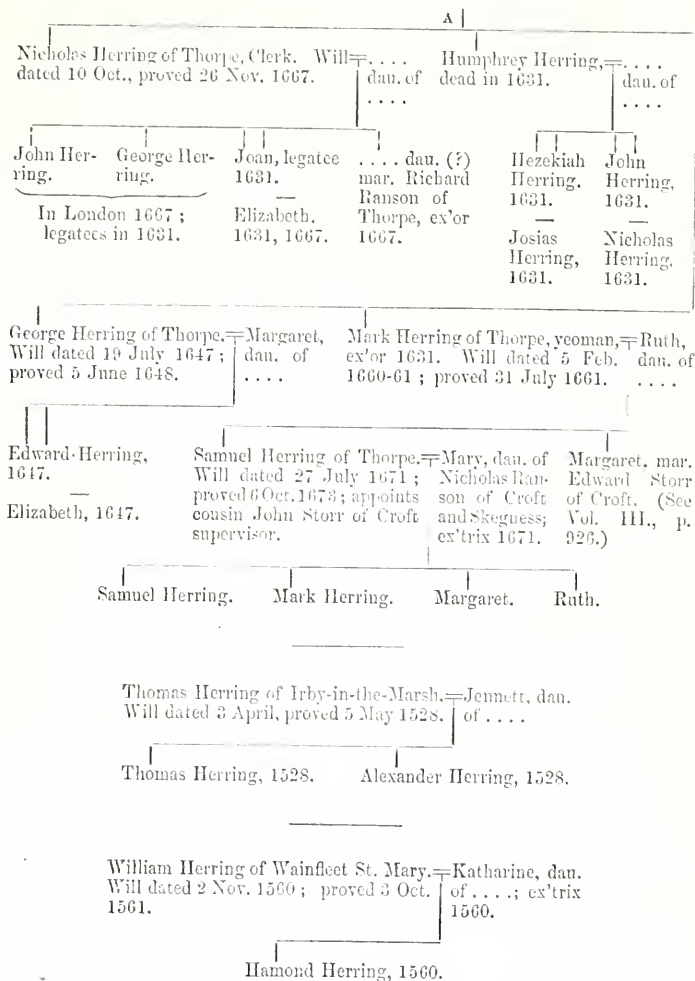 A
Nicholas Herring of Thorpe, Clerk. Will=.... Humphrey Herring,=....
dated 10 Oct., proved 26 Nov. 1667. dau. of dead in 1631. dau. of
.... ....
John Her- George Her- Joan, legatee .... dau. (?) Hezekiah John
ring. ring. 1631. mar. Richard Herring, Herring,
— Ranson of 1631. 1631.
In London 1667 ; Elizabeth. Thorpe, ex'or — —
legatees in 1631. 1631, 1667. 1667. Josias Nicholas
Herring, Herring.
1631. 1631.
George Herring of Thorpe.=Margaret, Mark Herring of Thorpe, yeoman,=Ruth,
Will dated 19 July 1647 ; dau. of ex'or 1631. Will dated 5 Feb. dau. of
proved 5 June 1648. .... 1660-61 ; proved 31 July 1661. ....
Edward Herring, Samuel Herring of Thorpe.=Mary, dau. of Margaret, mar.
1647. Will dated 27 July 1671 ; Nicholas Ran- Edward Storr
— proved 6 Oct. 1673 ; appoints son of Croft of Croft. (See
Elizabeth, 1647. cousin John Storr of Croft and Skegness; Vol. III., p.
supervisor. ex'trix 1671. 926.)
Samuel Herring. Mark Herring. Margaret. Ruth.
Thomas Herring of Irby-in-the-Marsh.=Jennett, dau.
Will dated 3 April, proved 5 May 1528. of ....
Thomas Herring, 1528. Alexander Herring, 1528.
William Herring of Wainfleet St. Mary.=Katharine, dau.
Will dated 2 Nov. 1560 ; proved 3 Oct. of ....; ex'trix
1561. 1560.
Hamond Herring, 1560.